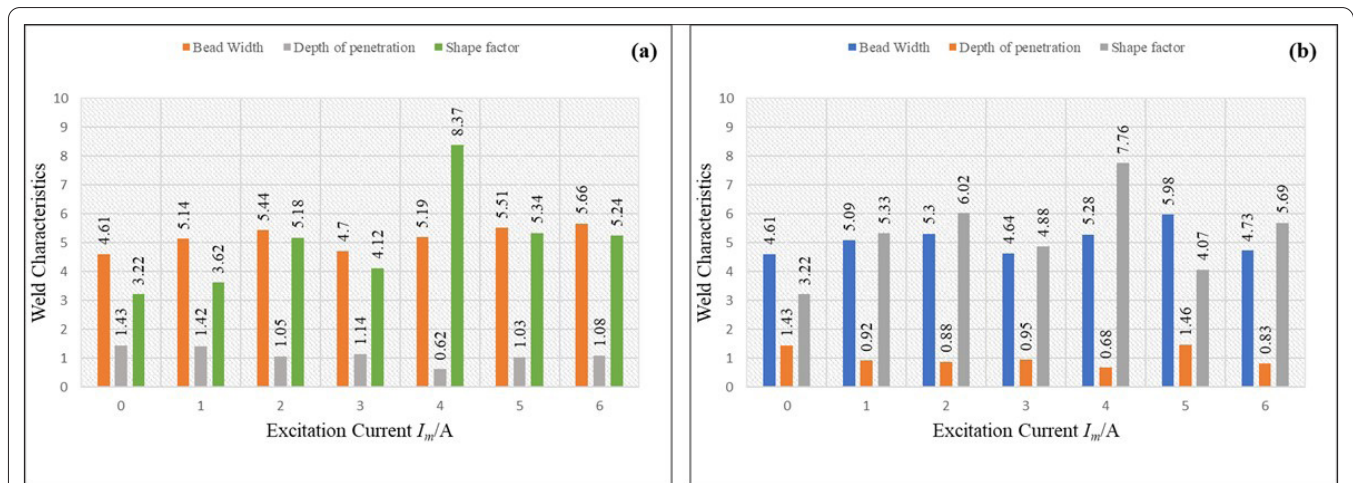 Bead Width Depth of penetration Shape factor (a)
Weld Characteristics
10
9
8
7
6
5
4
3
2
1
0
4.61 1.43 3.22 5.14 1.42 3.62 5.44 1.05 5.18 4.7 1.14 4.12 5.19 0.62 8.37 5.51 1.03 5.34 5.66 1.08 5.24
0 1 2 3 4 5 6
Excitation Current Im/A
Bead Width Depth of penetration Shape factor (b)
Weld Characteristics
10
9
8
7
6
5
4
3
2
1
0
4.61 1.43 3.22 5.09 0.92 5.33 5.3 0.88 6.02 4.64 0.95 4.88 5.28 0.68 7.76 5.98 1.46 4.07 4.73 0.83 5.69
0 1 2 3 4 5 6
Excitation Current Im/A